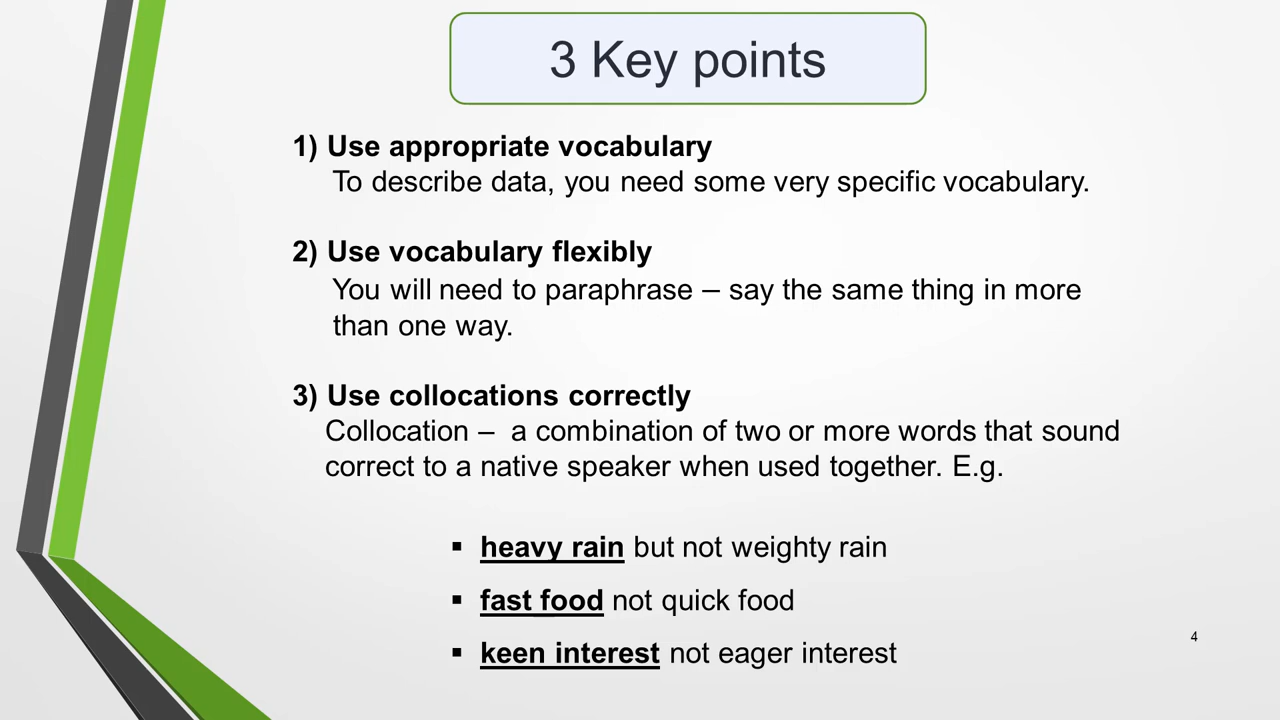 3 Key points
1) Use appropriate vocabulary
To describe data, you need some very specific vocabulary.
2) Use vocabulary flexibly
You will need to paraphrase – say the same thing in more
than one way.
3) Use collocations correctly
Collocation – a combination of two or more words that sound
correct to a native speaker when used together. E.g.
▪ heavy rain but not weighty rain
▪ fast food not quick food
▪ keen interest not eager interest
4